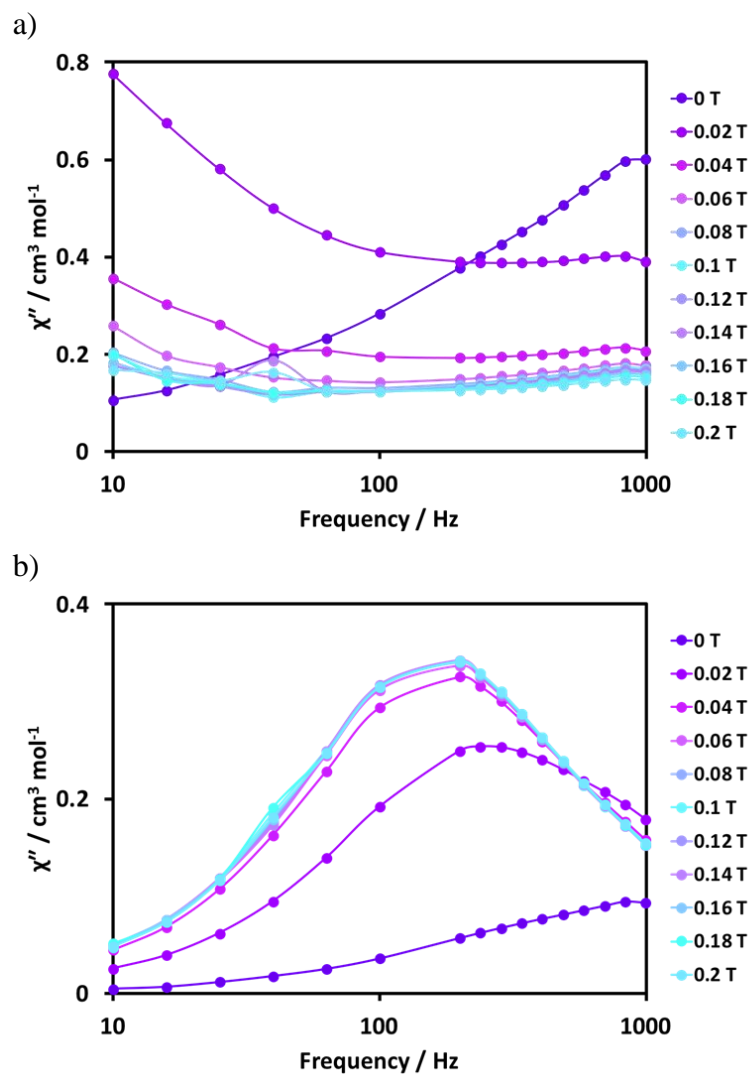 a)
0.8
0.6
0.4
0.2
0
χ″ / cm³ mol⁻¹
10
100
1000
Frequency / Hz
0 T
0.02 T
0.04 T
0.06 T
0.08 T
0.1 T
0.12 T
0.14 T
0.16 T
0.18 T
0.2 T
b)
0.4
0.2
0
χ″ / cm³ mol⁻¹
10
100
1000
Frequency / Hz
0 T
0.02 T
0.04 T
0.06 T
0.08 T
0.1 T
0.12 T
0.14 T
0.16 T
0.18 T
0.2 T